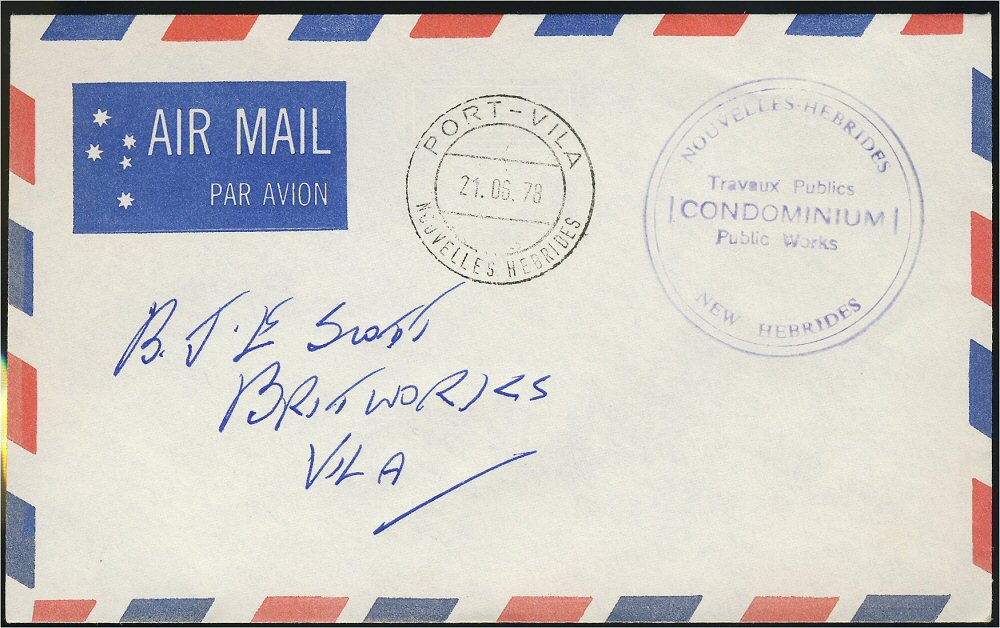 AIR MAIL
PAR AVION
PORT-VILA
21. 06. 78
NOUVELLES HEBRIDES
NOUVELLES-HEBRIDES
Travaux Publics
|CONDOMINIUM|
Public Works
NEW HEBRIDES
B. J. E Scott
BRITWORKS
VILA